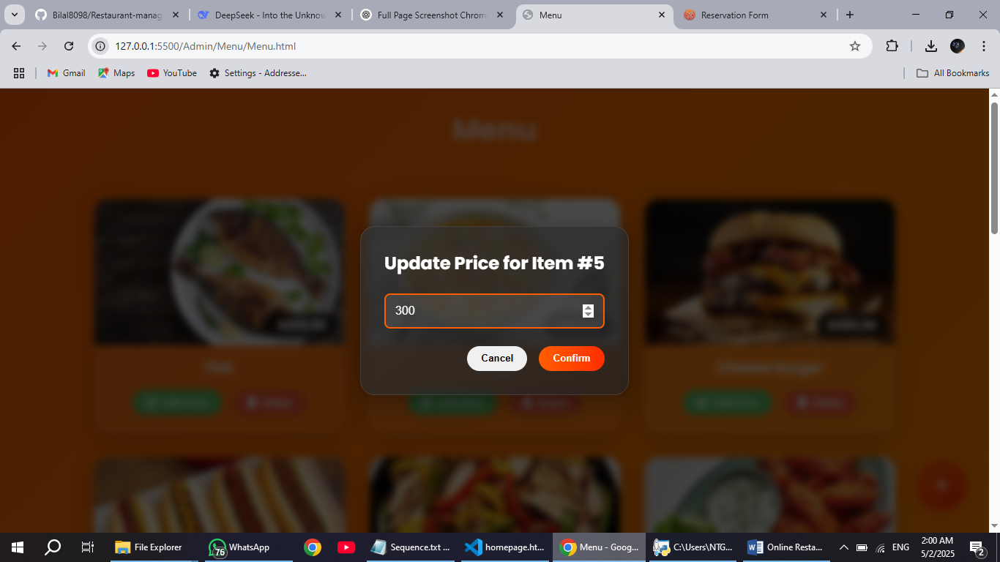 Bilal8098/Restaurant-manag
DeepSeek - Into the Unknow
Full Page Screenshot Chrom
Menu
Reservation Form
127.0.0.1:5500/Admin/Menu/Menu.html
Gmail
Maps
YouTube
Settings - Addresse...
All Bookmarks
Menu
Update Price for Item #5
300
Cancel
Confirm
Fish
Cheese burger
File Explorer
76
WhatsApp
Sequence.txt ...
homepage.ht...
Menu - Goog...
C:\Users\NTG...
Online Resta...
ENG
2:00 AM
5/2/2025
2